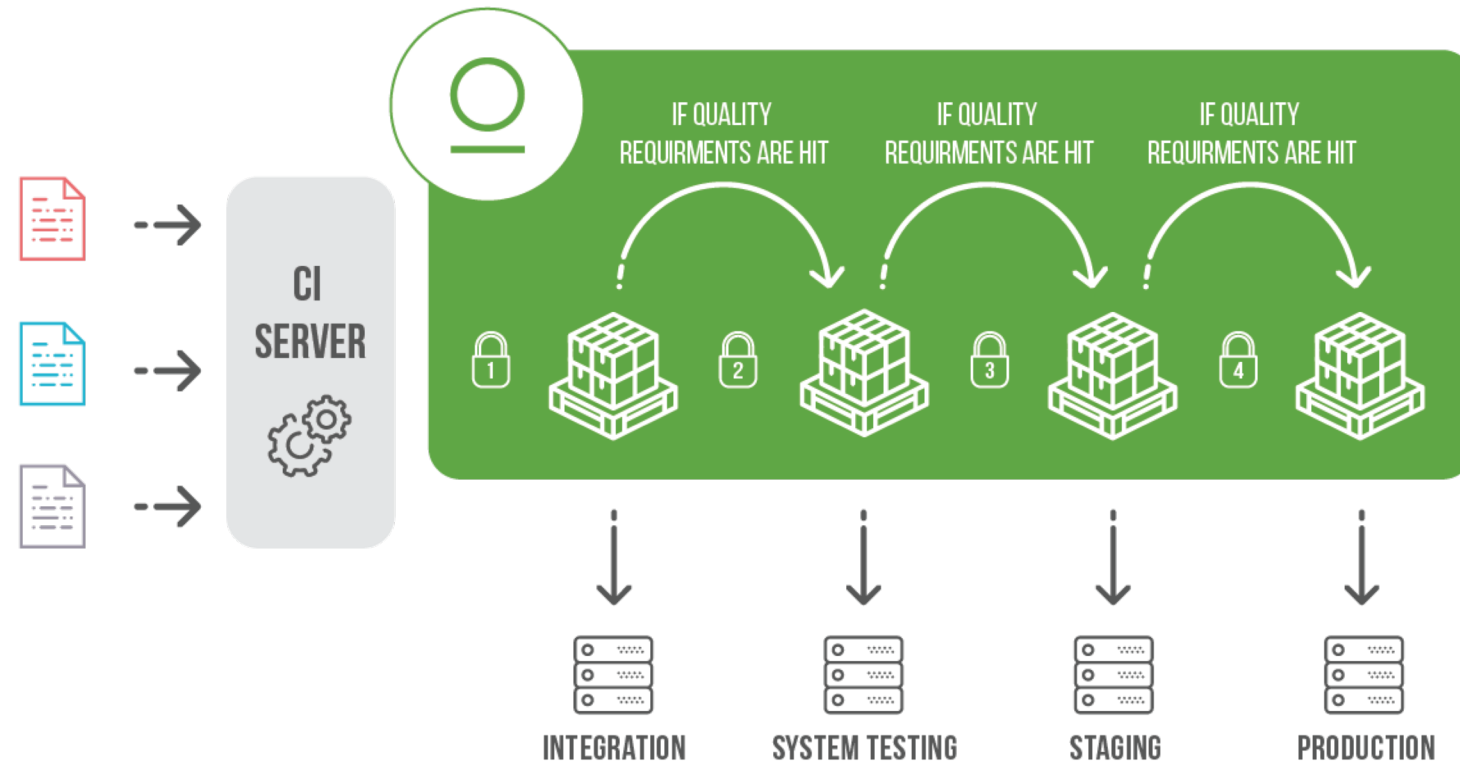 IF QUALITY
REQUIRMENTS ARE HIT
IF QUALITY
REQUIRMENTS ARE HIT
IF QUALITY
REQUIRMENTS ARE HIT
CI
SERVER
1
2
3
4
INTEGRATION
SYSTEM TESTING
STAGING
PRODUCTION